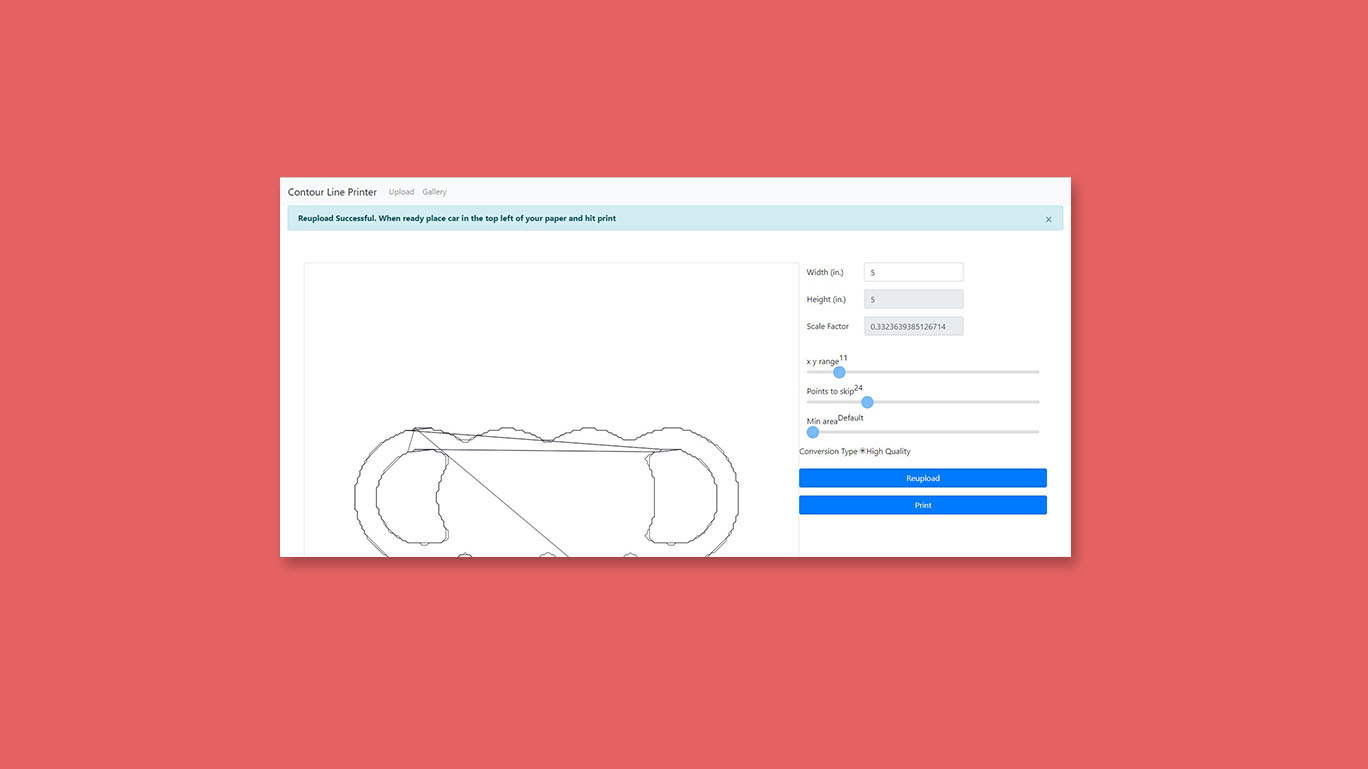 Contour Line Printer Upload Gallery
Reupload Successful. When ready place car in the top left of your paper and hit print ×
Width (in.) 5
Height (in.) 5
Scale Factor 0.3323639385126714
x y range 11
Points to skip 24
Min area Default
Conversion Type High Quality
Reupload
Print